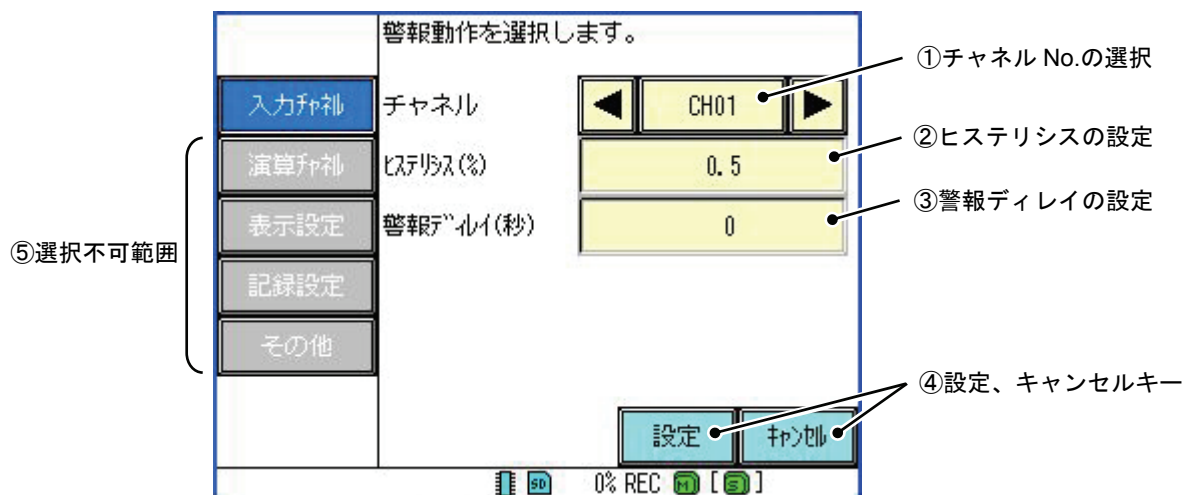 警報動作を選択します。
①チャネル No.の選択
入力ﾁｬﾈﾙ
チャネル
CH01
②ヒステリシスの設定
演算ﾁｬﾈﾙ
ﾋｽﾃﾘｼｽ(%)
0.5
③警報ディレイの設定
表示設定
警報ﾃﾞｨﾚｲ(秒)
0
⑤選択不可範囲
記録設定
その他
④設定、キャンセルキー
設定
ｷｬﾝｾﾙ
SD
0% REC M [S]